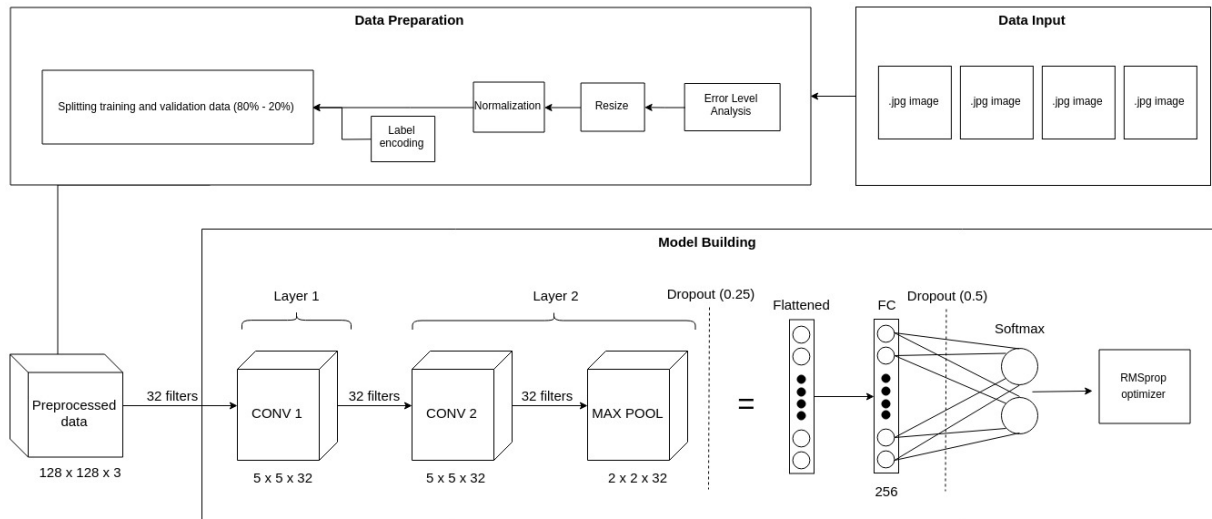 Data Preparation
Data Input
Splitting training and validation data (80% - 20%)
Normalization
Label
encoding
Resize
Error Level
Analysis
.jpg image
.jpg image
.jpg image
.jpg image
Model Building
Layer 1
Layer 2
Dropout (0.25)
Flattened
FC
Dropout (0.5)
Softmax
Preprocessed
data
128 x 128 x 3
32 filters
CONV 1
5 x 5 x 32
32 filters
CONV 2
5 x 5 x 32
32 filters
MAX POOL
2 x 2 x 32
=
256
RMSprop
optimizer